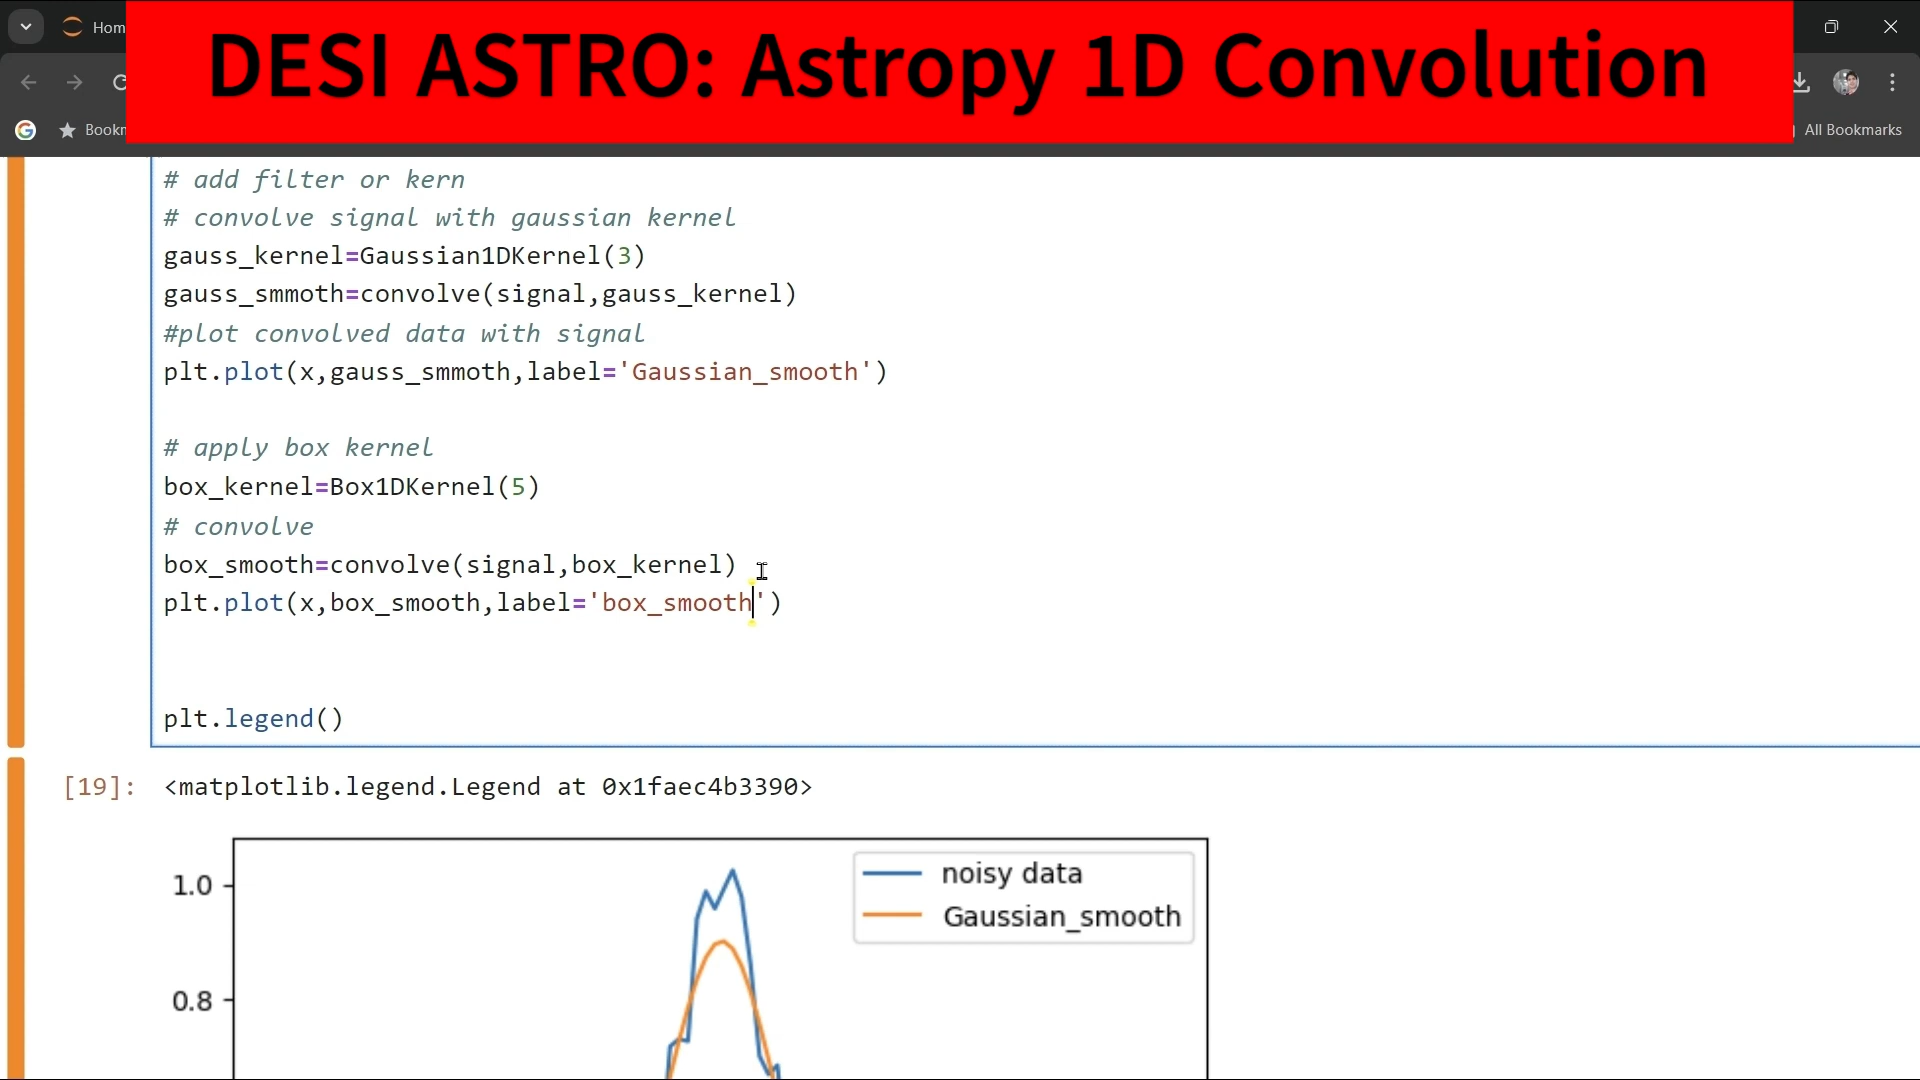 Hom
DESI ASTRO: Astropy 1D Convolution
Bookm
All Bookmarks
# add filter or kern
# convolve signal with gaussian kernel
gauss_kernel=Gaussian1DKernel(3)
gauss_smmoth=convolve(signal,gauss_kernel)
#plot convolved data with signal
plt.plot(x,gauss_smmoth,label='Gaussian_smooth')
# apply box kernel
box_kernel=Box1DKernel(5)
# convolve
box_smooth=convolve(signal,box_kernel)
plt.plot(x,box_smooth,label='box_smooth')
plt.legend()
[19]: <matplotlib.legend.Legend at 0x1faec4b3390>
noisy data
Gaussian_smooth
1.0
0.8